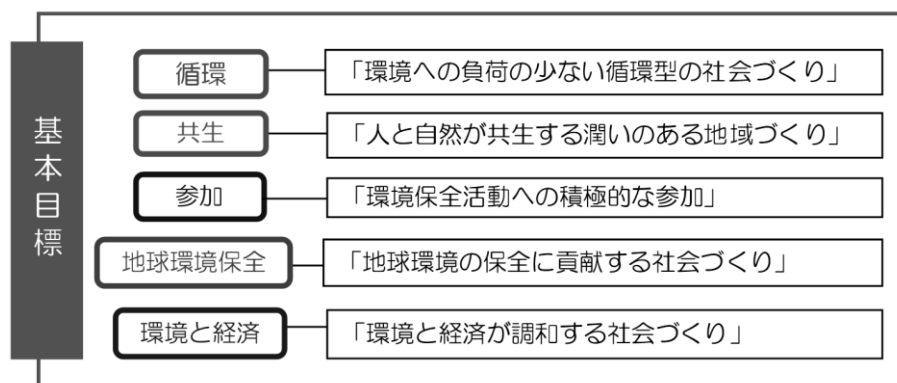 基本目標
循環
「環境への負荷の少ない循環型の社会づくり」
共生
「人と自然が共生する潤いのある地域づくり」
参加
「環境保全活動への積極的な参加」
地球環境保全
「地球環境の保全に貢献する社会づくり」
環境と経済
「環境と経済が調和する社会づくり」